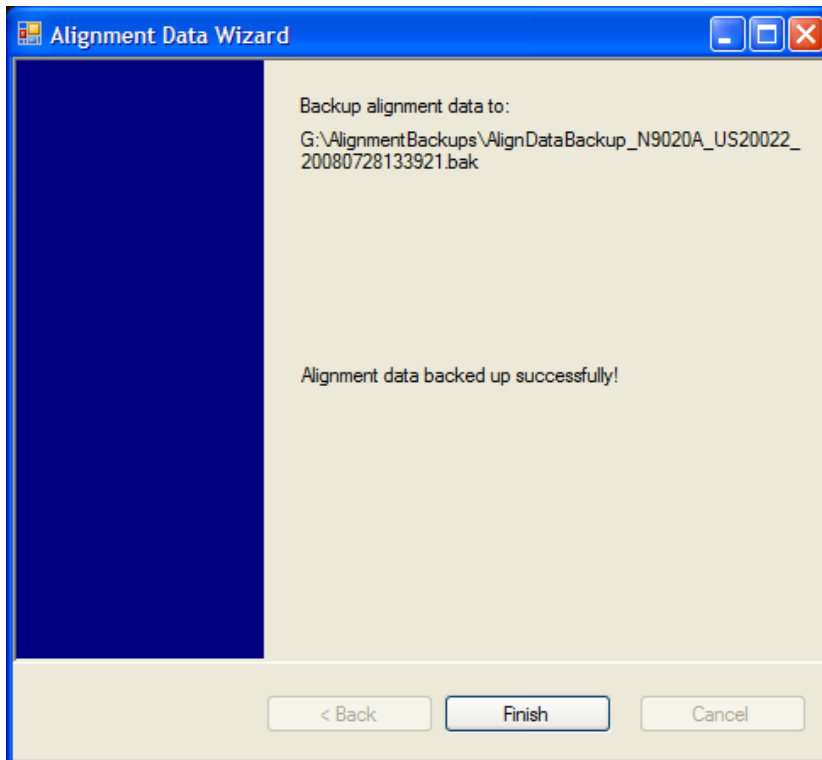 Alignment Data Wizard
Backup alignment data to:
G:\AlignmentBackups\AlignDataBackup_N9020A_US20022_
20080728133921.bak
Alignment data backed up successfully!
< Back
Finish
Cancel